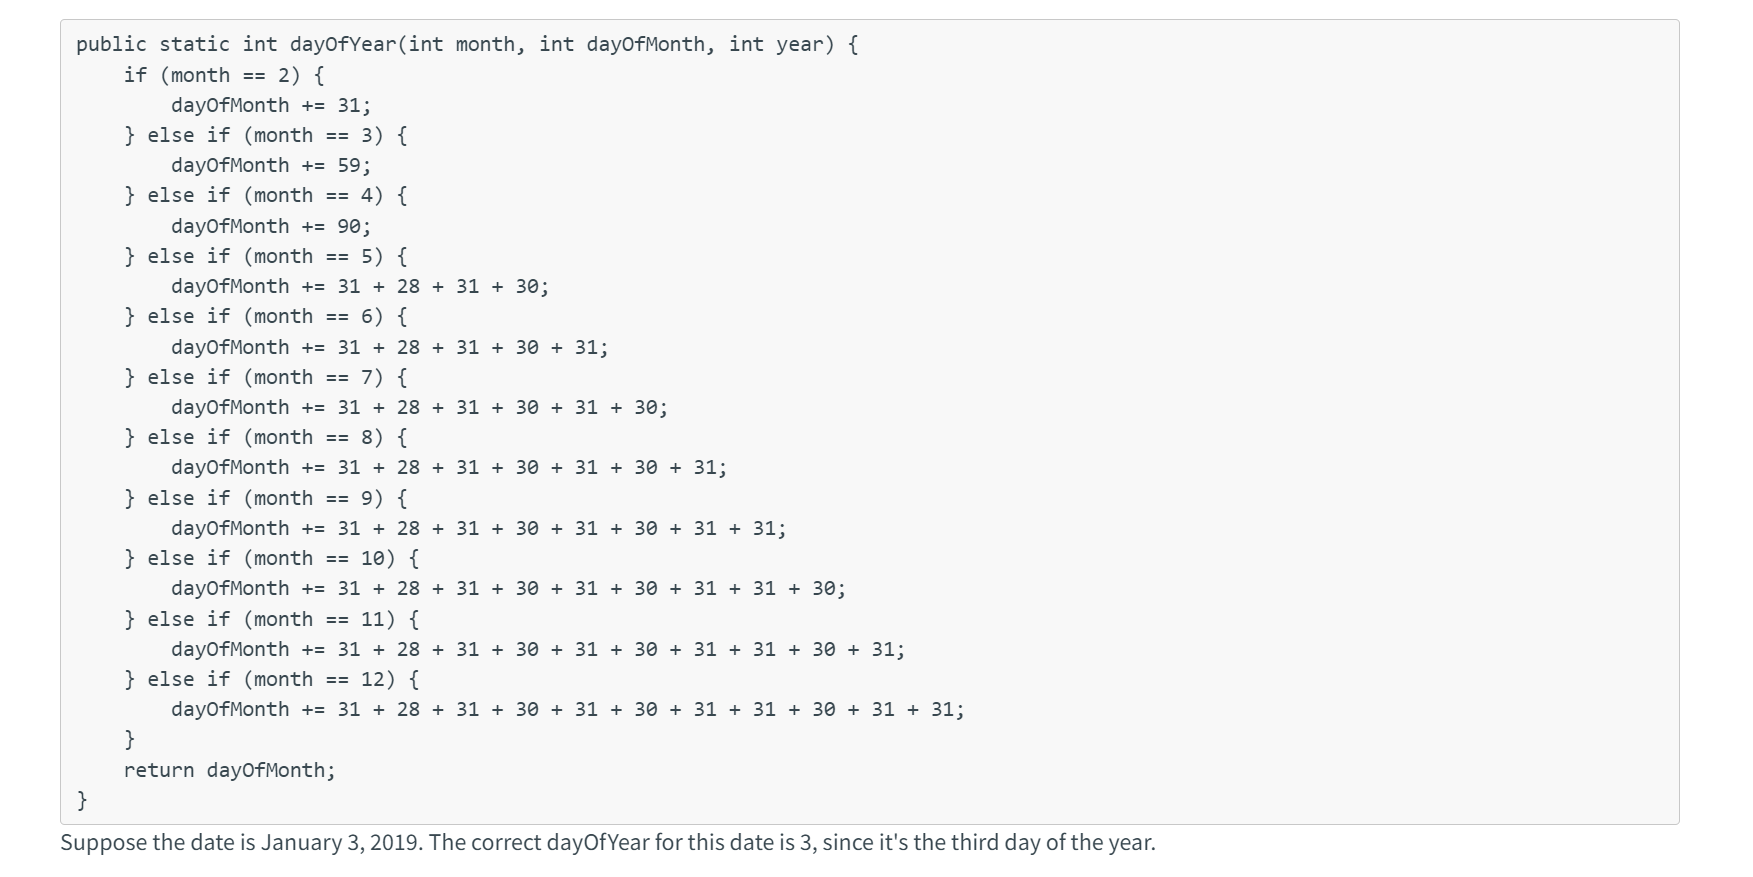 public static int dayOfYear(int month, int dayOfMonth, int year) {
    if (month == 2) {
        dayOfMonth += 31;
    } else if (month == 3) {
        dayOfMonth += 59;
    } else if (month == 4) {
        dayOfMonth += 90;
    } else if (month == 5) {
        dayOfMonth += 31 + 28 + 31 + 30;
    } else if (month == 6) {
        dayOfMonth += 31 + 28 + 31 + 30 + 31;
    } else if (month == 7) {
        dayOfMonth += 31 + 28 + 31 + 30 + 31 + 30;
    } else if (month == 8) {
        dayOfMonth += 31 + 28 + 31 + 30 + 31 + 30 + 31;
    } else if (month == 9) {
        dayOfMonth += 31 + 28 + 31 + 30 + 31 + 30 + 31 + 31;
    } else if (month == 10) {
        dayOfMonth += 31 + 28 + 31 + 30 + 31 + 30 + 31 + 31 + 30;
    } else if (month == 11) {
        dayOfMonth += 31 + 28 + 31 + 30 + 31 + 30 + 31 + 31 + 30 + 31;
    } else if (month == 12) {
        dayOfMonth += 31 + 28 + 31 + 30 + 31 + 30 + 31 + 31 + 30 + 31 + 31;
    }
    return dayOfMonth;
}
Suppose the date is January 3, 2019. The correct dayOfYear for this date is 3, since it's the third day of the year.